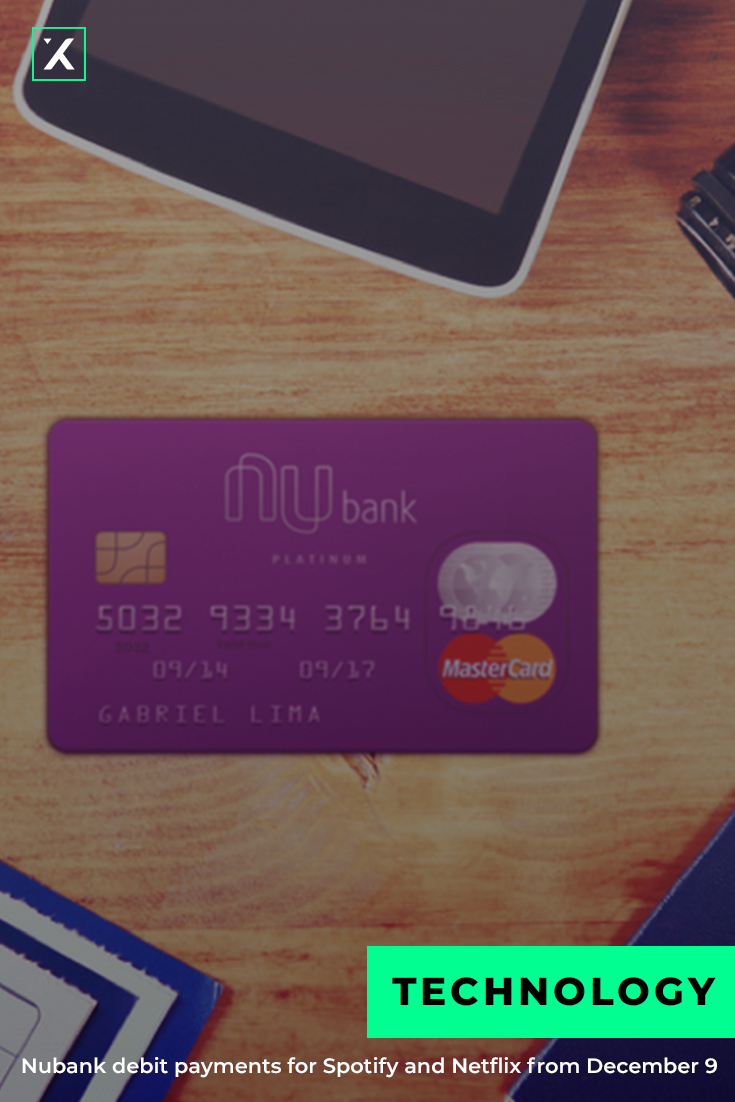 nu bank
PLATINUM
5032 9334 3764
5032
09/14 09/17
MasterCard
GABRIEL LIMA
TECHNOLOGY
Nubank debit payments for Spotify and Netflix from December 9